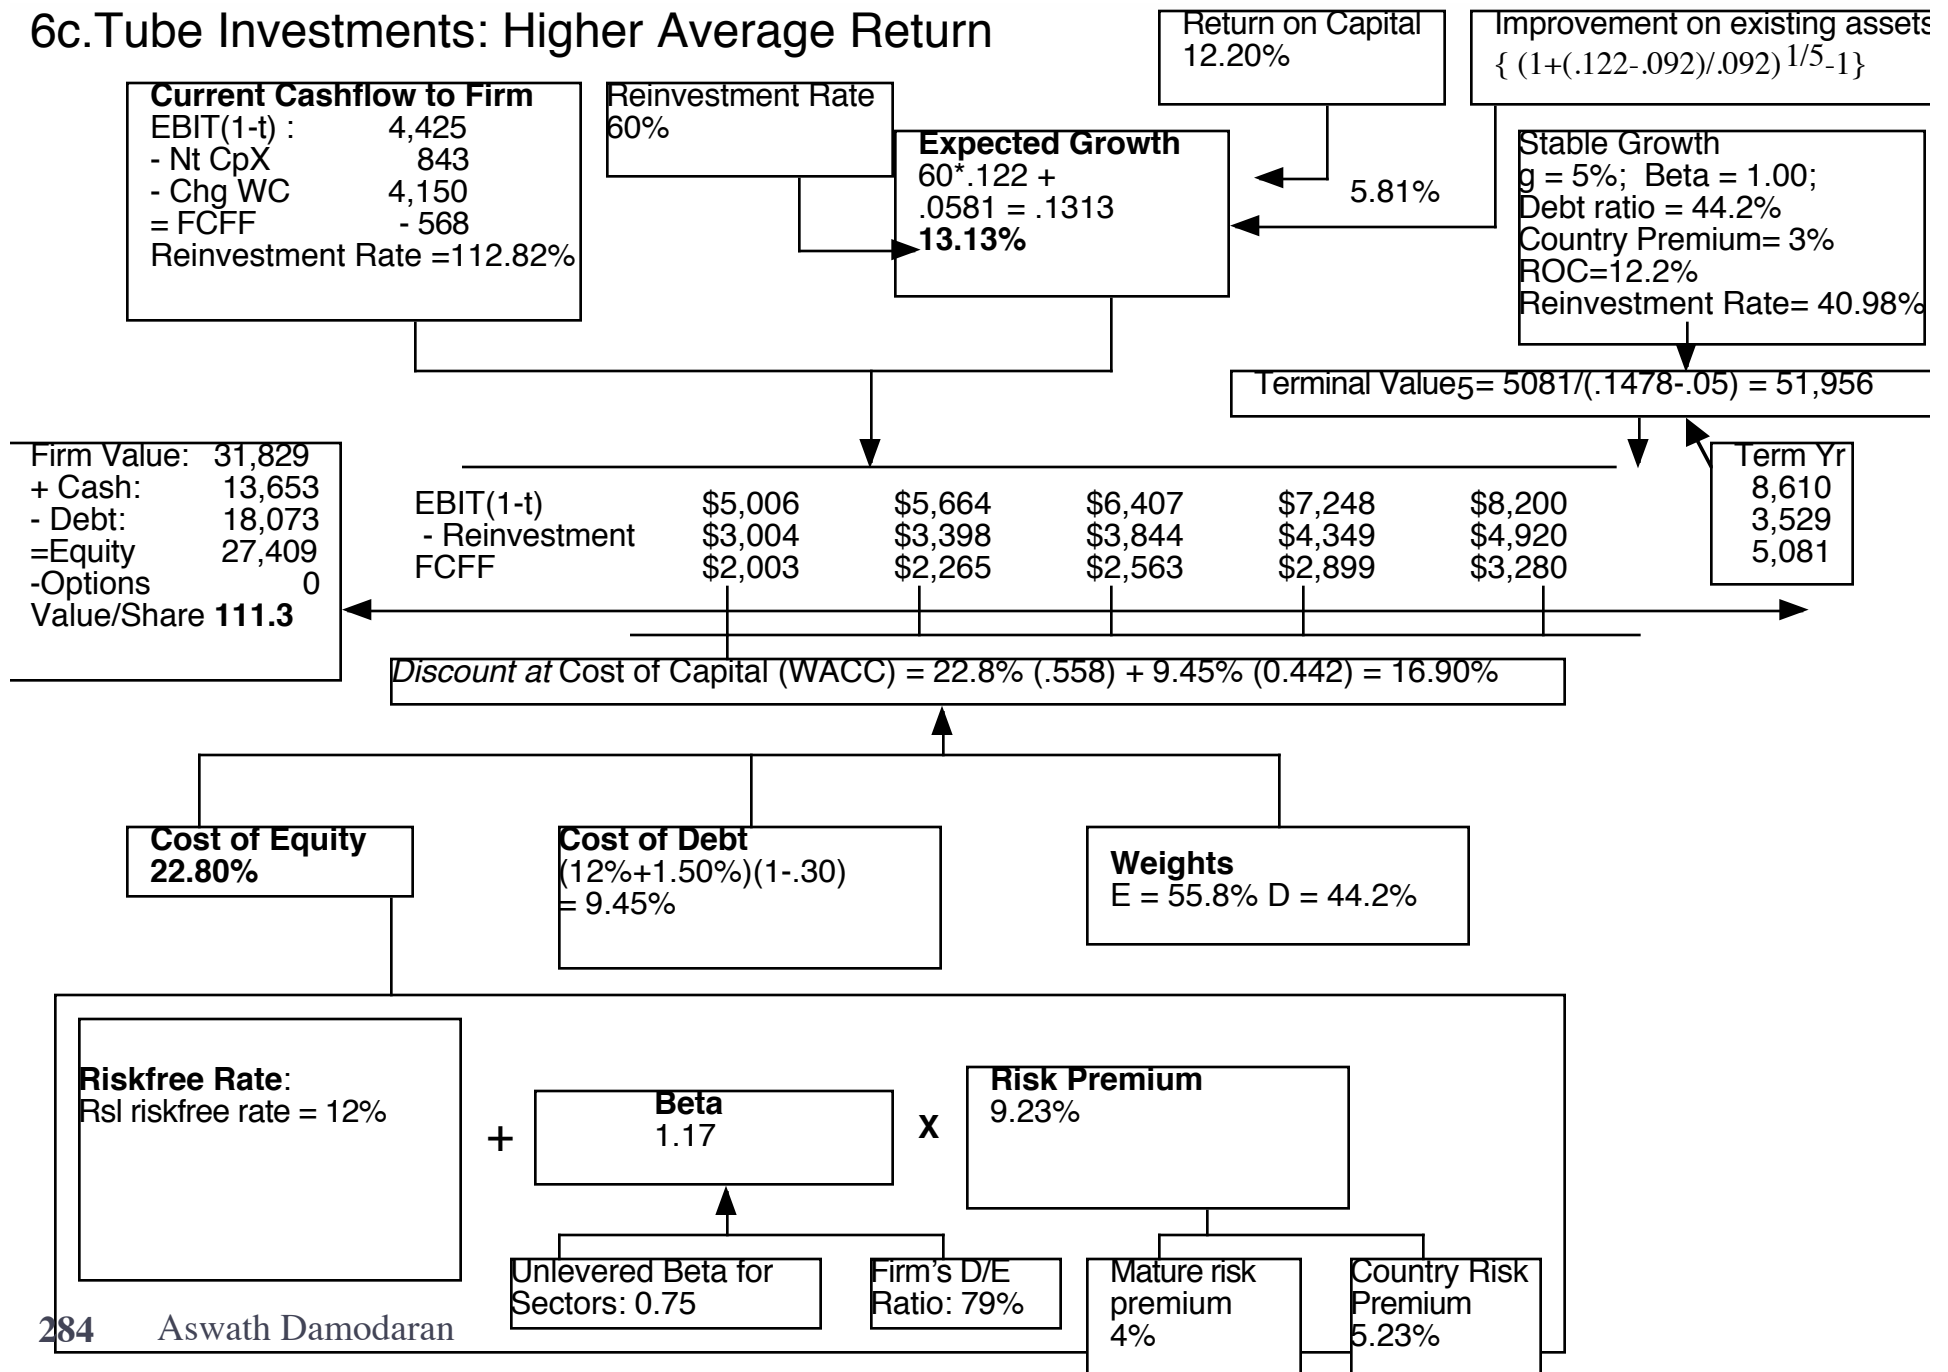 6c.Tube Investments: Higher Average Return
Return on Capital
12.20%
Improvement on existing assets
{ (1+(.122-.092)/.092)1/5-1}
Current Cashflow to Firm
EBIT(1-t) : 4,425
- Nt CpX 843
- Chg WC 4,150
= FCFF - 568
Reinvestment Rate =112.82%
Reinvestment Rate
60%
Expected Growth
60*.122 +
.0581 = .1313
13.13%
5.81%
Stable Growth
g = 5%; Beta = 1.00;
Debt ratio = 44.2%
Country Premium= 3%
ROC=12.2%
Reinvestment Rate= 40.98%
Terminal Value5= 5081/(.1478-.05) = 51,956
Firm Value: 31,829
+ Cash: 13,653
- Debt: 18,073
=Equity 27,409
-Options 0
Value/Share 111.3
EBIT(1-t) $5,006 $5,664 $6,407 $7,248 $8,200
- Reinvestment $3,004 $3,398 $3,844 $4,349 $4,920
FCFF $2,003 $2,265 $2,563 $2,899 $3,280
Term Yr
8,610
3,529
5,081
Discount at Cost of Capital (WACC) = 22.8% (.558) + 9.45% (0.442) = 16.90%
Cost of Equity
22.80%
Cost of Debt
(12%+1.50%)(1-.30)
= 9.45%
Weights
E = 55.8% D = 44.2%
Riskfree Rate:
Rsl riskfree rate = 12%
+
Beta
1.17
X
Risk Premium
9.23%
Unlevered Beta for
Sectors: 0.75
Firm’s D/E
Ratio: 79%
Mature risk
premium
4%
Country Risk
Premium
5.23%
284 Aswath Damodaran